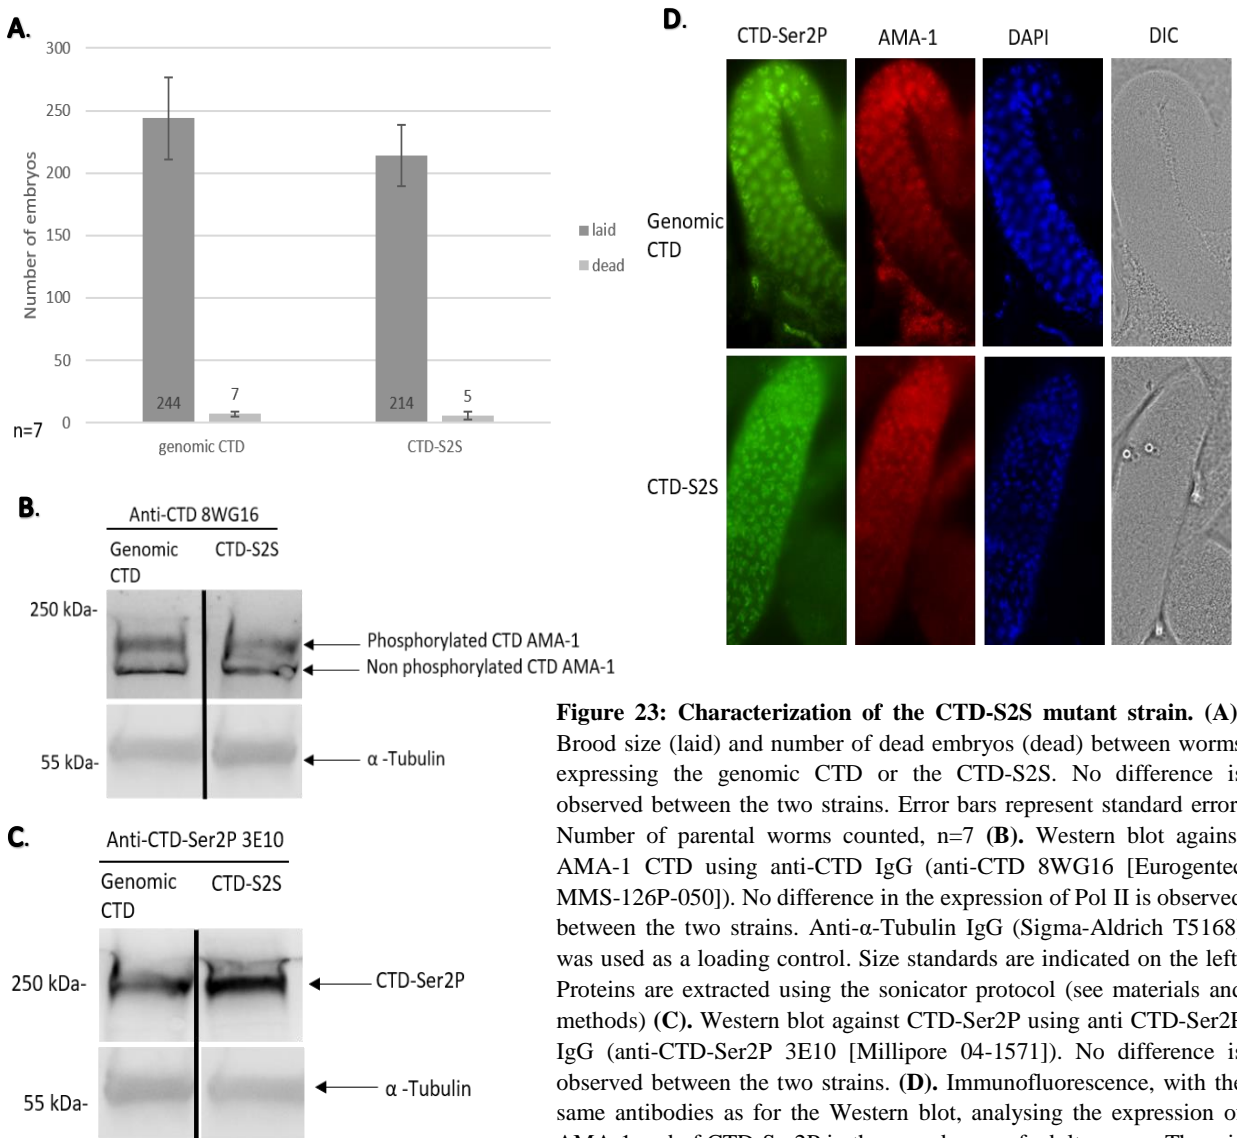 A.
300
250
200
150
100
50
0
Number of embryos
244
7
214
5
laid
dead
n=7
genomic CTD
CTD-S2S
B.
Anti-CTD 8WG16
Genomic CTD-S2S
CTD
250 kDa-
Phosphorylated CTD AMA-1
Non phosphorylated CTD AMA-1
55 kDa-
α -Tubulin
C.
Anti-CTD-Ser2P 3E10
Genomic CTD-S2S
CTD
250 kDa-
CTD-Ser2P
55 kDa-
α -Tubulin
D.
CTD-Ser2P AMA-1 DAPI DIC
Genomic
CTD
CTD-S2S
Figure 23: Characterization of the CTD-S2S mutant strain. (A)
Brood size (laid) and number of dead embryos (dead) between worms
expressing the genomic CTD or the CTD-S2S. No difference is
observed between the two strains. Error bars represent standard error
Number of parental worms counted, n=7 (B). Western blot against
AMA-1 CTD using anti-CTD IgG (anti-CTD 8WG16 [Eurogentec
MMS-126P-050]). No difference in the expression of Pol II is observed
between the two strains. Anti-α-Tubulin IgG (Sigma-Aldrich T5168)
was used as a loading control. Size standards are indicated on the left
Proteins are extracted using the sonicator protocol (see materials and
methods) (C). Western blot against CTD-Ser2P using anti CTD-Ser2P
IgG (anti-CTD-Ser2P 3E10 [Millipore 04-1571]). No difference is
observed between the two strains. (D). Immunofluorescence, with the
same antibodies as for the Western blot, analysing the expression of